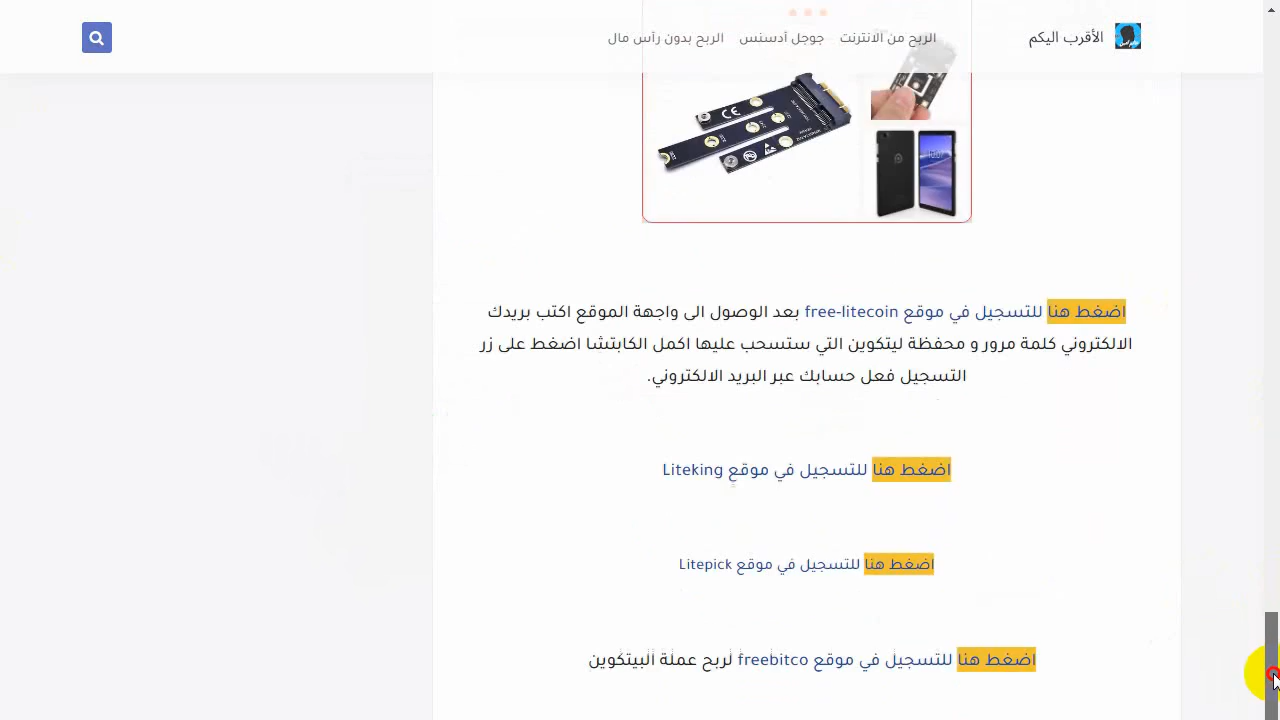 الأقرب اليكم
الربح من الانترنت
جوجل أدسنس
الربح بدون رأس مال
CE
اضغط هنا للتسجيل في موقع free-litecoin بعد الوصول الى واجهة الموقع اكتب بريدك
الالكتروني كلمة مرور و محفظة ليتكوين التي ستسحب عليها اكمل الكابتشا اضغط على زر
التسجيل فعل حسابك عبر البريد الالكتروني.
اضغط هنا للتسجيل في موقع Liteking
اضغط هنا للتسجيل في موقع Litepick
اضغط هنا للتسجيل في موقع freebitco لربح عملة البيتكوين